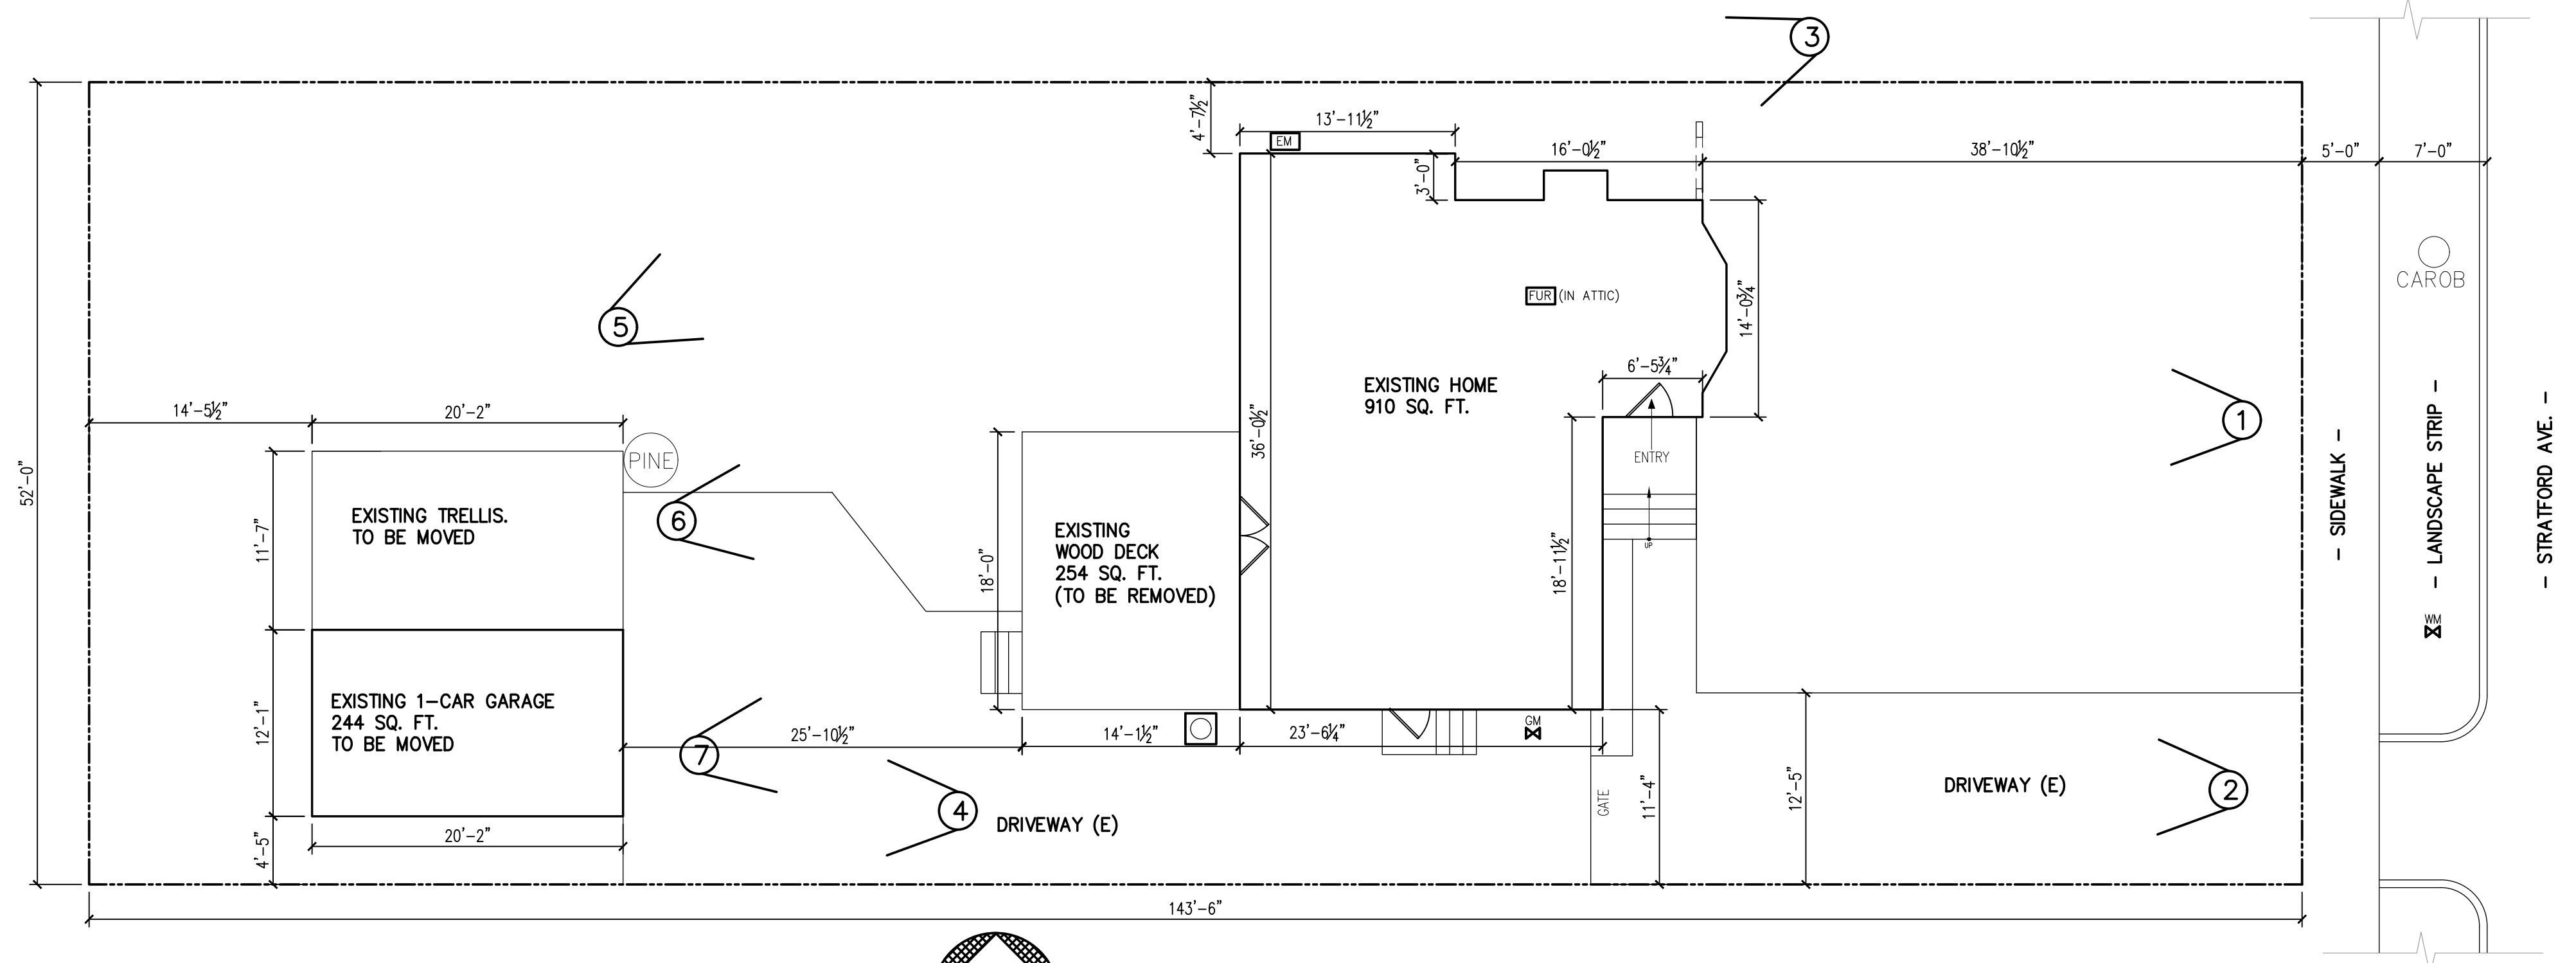 3
4'-7½"
13'-11½"
EM
3'-0"
16'-0½"
38'-10½"
5'-0"
7'-0"
CAROB
5
FUR (IN ATTIC)
14'-0¾"
6'-5¾"
EXISTING HOME
910 SQ. FT.
1
14'-5½"
20'-2"
52'-0"
36'-0½"
PINE
ENTRY
- SIDEWALK -
- LANDSCAPE STRIP -
- STRATFORD AVE. -
EXISTING TRELLIS.
TO BE MOVED
11'-7"
6
EXISTING
WOOD DECK
254 SQ. FT.
(TO BE REMOVED)
18'-0"
18'-11½"
UP
WM
EXISTING 1-CAR GARAGE
244 SQ. FT.
TO BE MOVED
12'-1"
7
25'-10½"
14'-1½"
23'-6¼"
GM
4
DRIVEWAY (E)
GATE
11'-4"
12'-5"
DRIVEWAY (E)
2
20'-2"
4'-5"
143'-6"